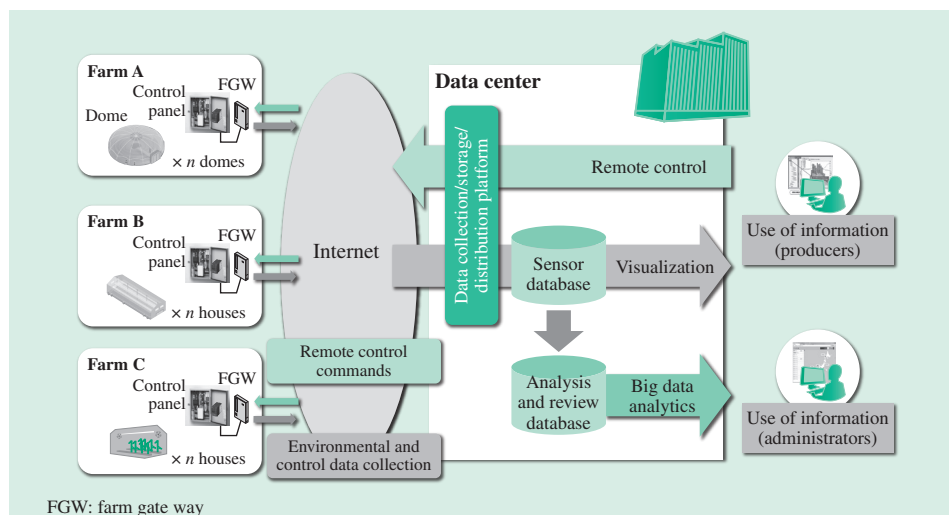 Farm A
Control
panel
FGW
Dome
× n domes
Farm B
Control
panel
FGW
× n houses
Farm C
Control
panel
FGW
× n houses
Internet
Remote control
commands
Environmental and
control data collection
Data center
Data collection/storage/
distribution platform
Remote control
Sensor
database
Visualization
Analysis
and review
database
Big data
analytics
Use of information
(producers)
Use of information
(administrators)
FGW: farm gate way